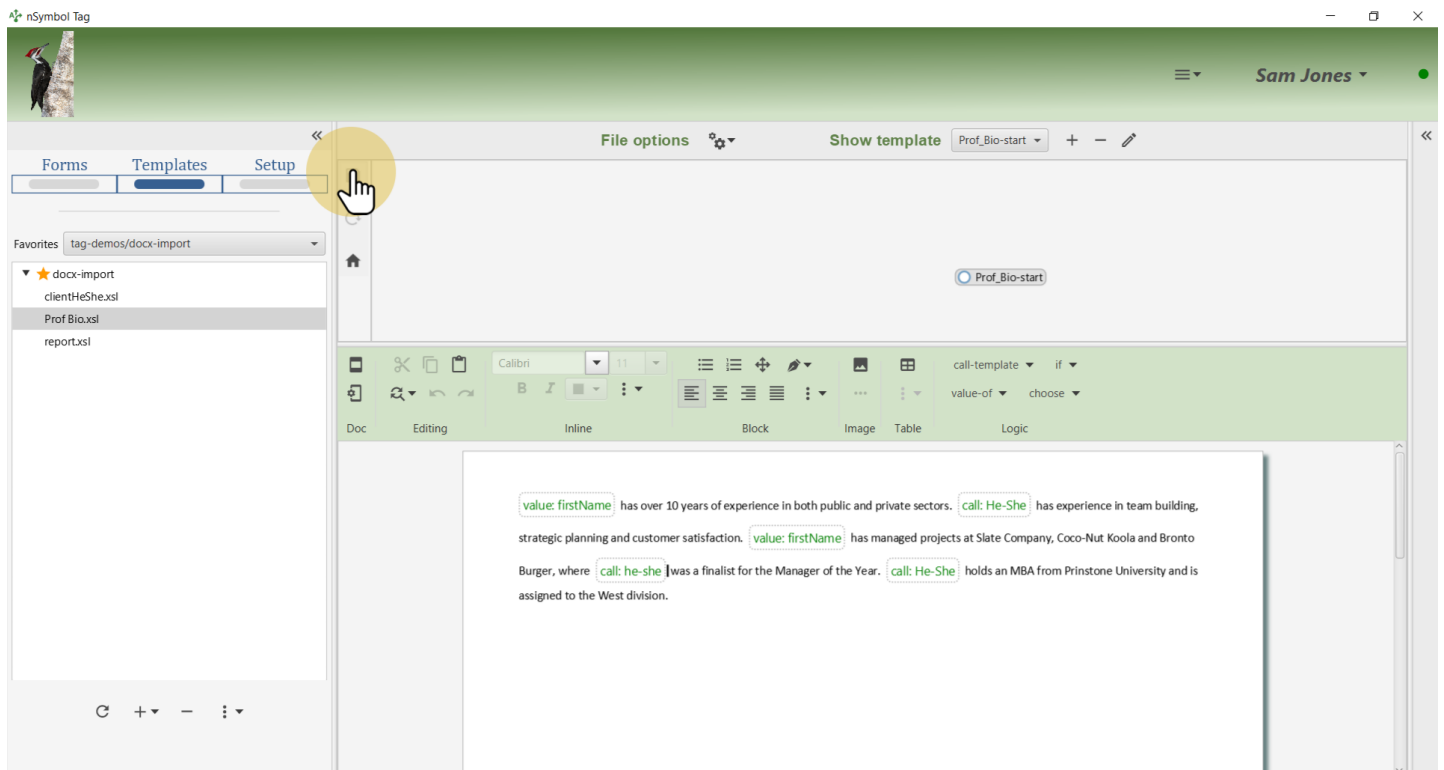 nSymbol Tag
Sam Jones
File options
Show template
Prof_Bio-start
Forms
Templates
Setup
Favorites
tag-demos/docx-import
docx-import
clientHeShe.xsl
Prof Bio.xsl
report.xsl
Prof_Bio-start
Calibri
11
call-template
if
B
I
value-of
choose
Doc
Editing
Inline
Block
Image
Table
Logic
value: firstName has over 10 years of experience in both public and private sectors. call: He-She has experience in team building,
strategic planning and customer satisfaction. value: firstName has managed projects at Slate Company, Coco-Nut Koola and Bronto
Burger, where call: he-she was a finalist for the Manager of the Year. call: He-She holds an MBA from Prinstone University and is
assigned to the West division.